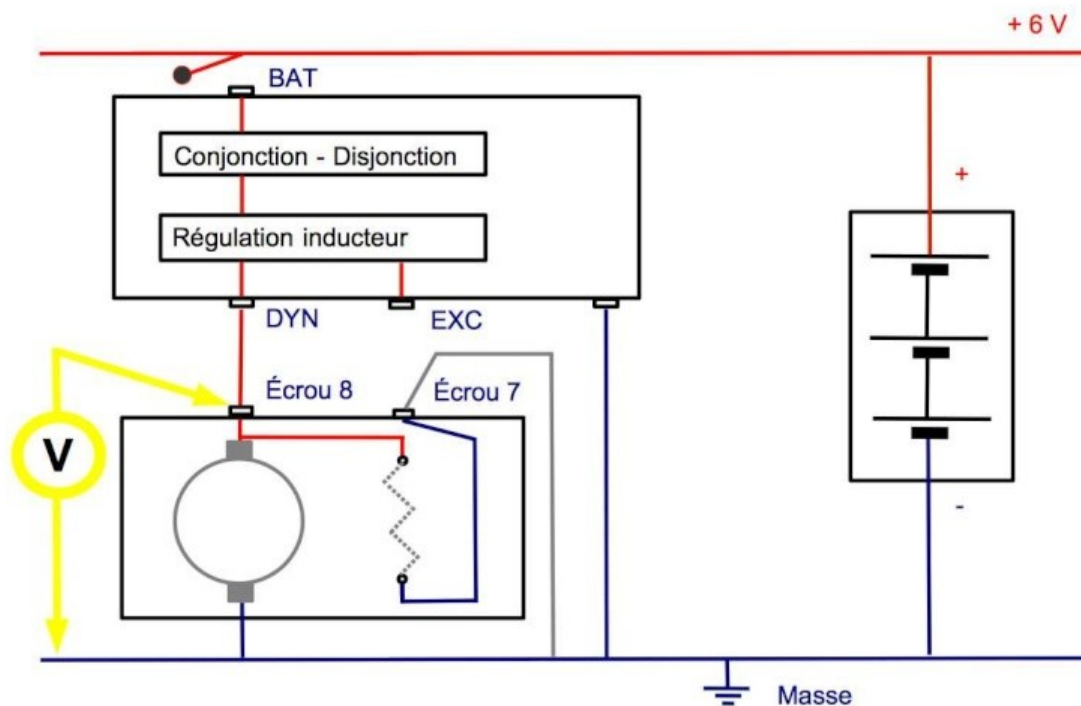 + 6 V
BAT
Conjonction - Disjonction
+
Régulation inducteur
DYN
EXC
Écrou 8
Écrou 7
V
-
Masse